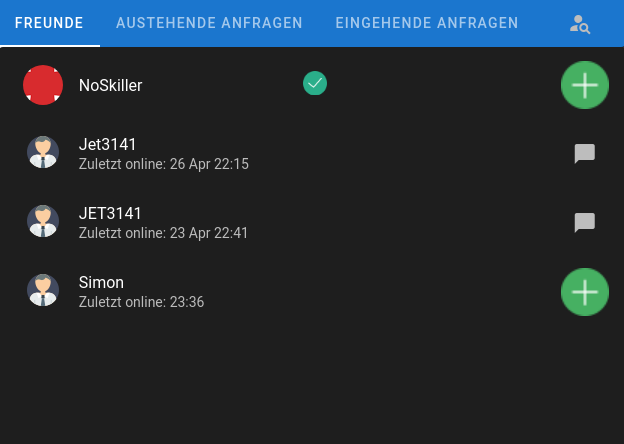 FREUNDE AUSTEHENDE ANFRAGEN EINGEHENDE ANFRAGEN
NoSkiller
Jet3141
Zuletzt online: 26 Apr 22:15
JET3141
Zuletzt online: 23 Apr 22:41
Simon
Zuletzt online: 23:36